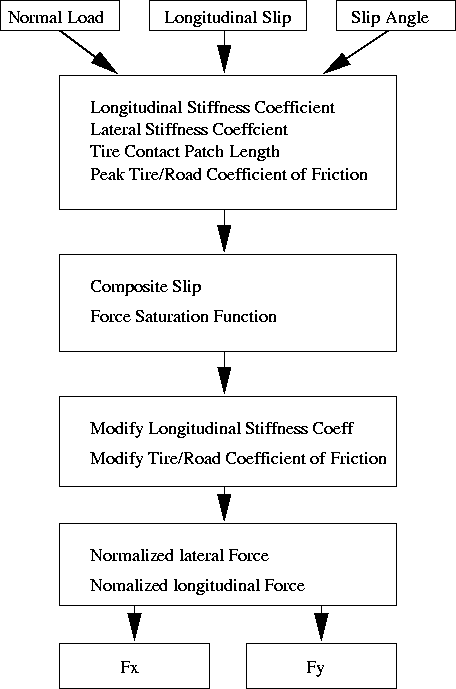 Normal Load
Longitudinal Slip
Slip Angle
Longitudinal Stiffness Coefficient
Lateral Stiffness Coeffcient
Tire Contact Patch Length
Peak Tire/Road Coefficient of Friction
Composite Slip
Force Saturation Function
Modify Longitudinal Stiffness Coeff
Modify Tire/Road Coefficient of Friction
Normalized lateral Force
Nomalized longitudinal Force
Fx
Fy